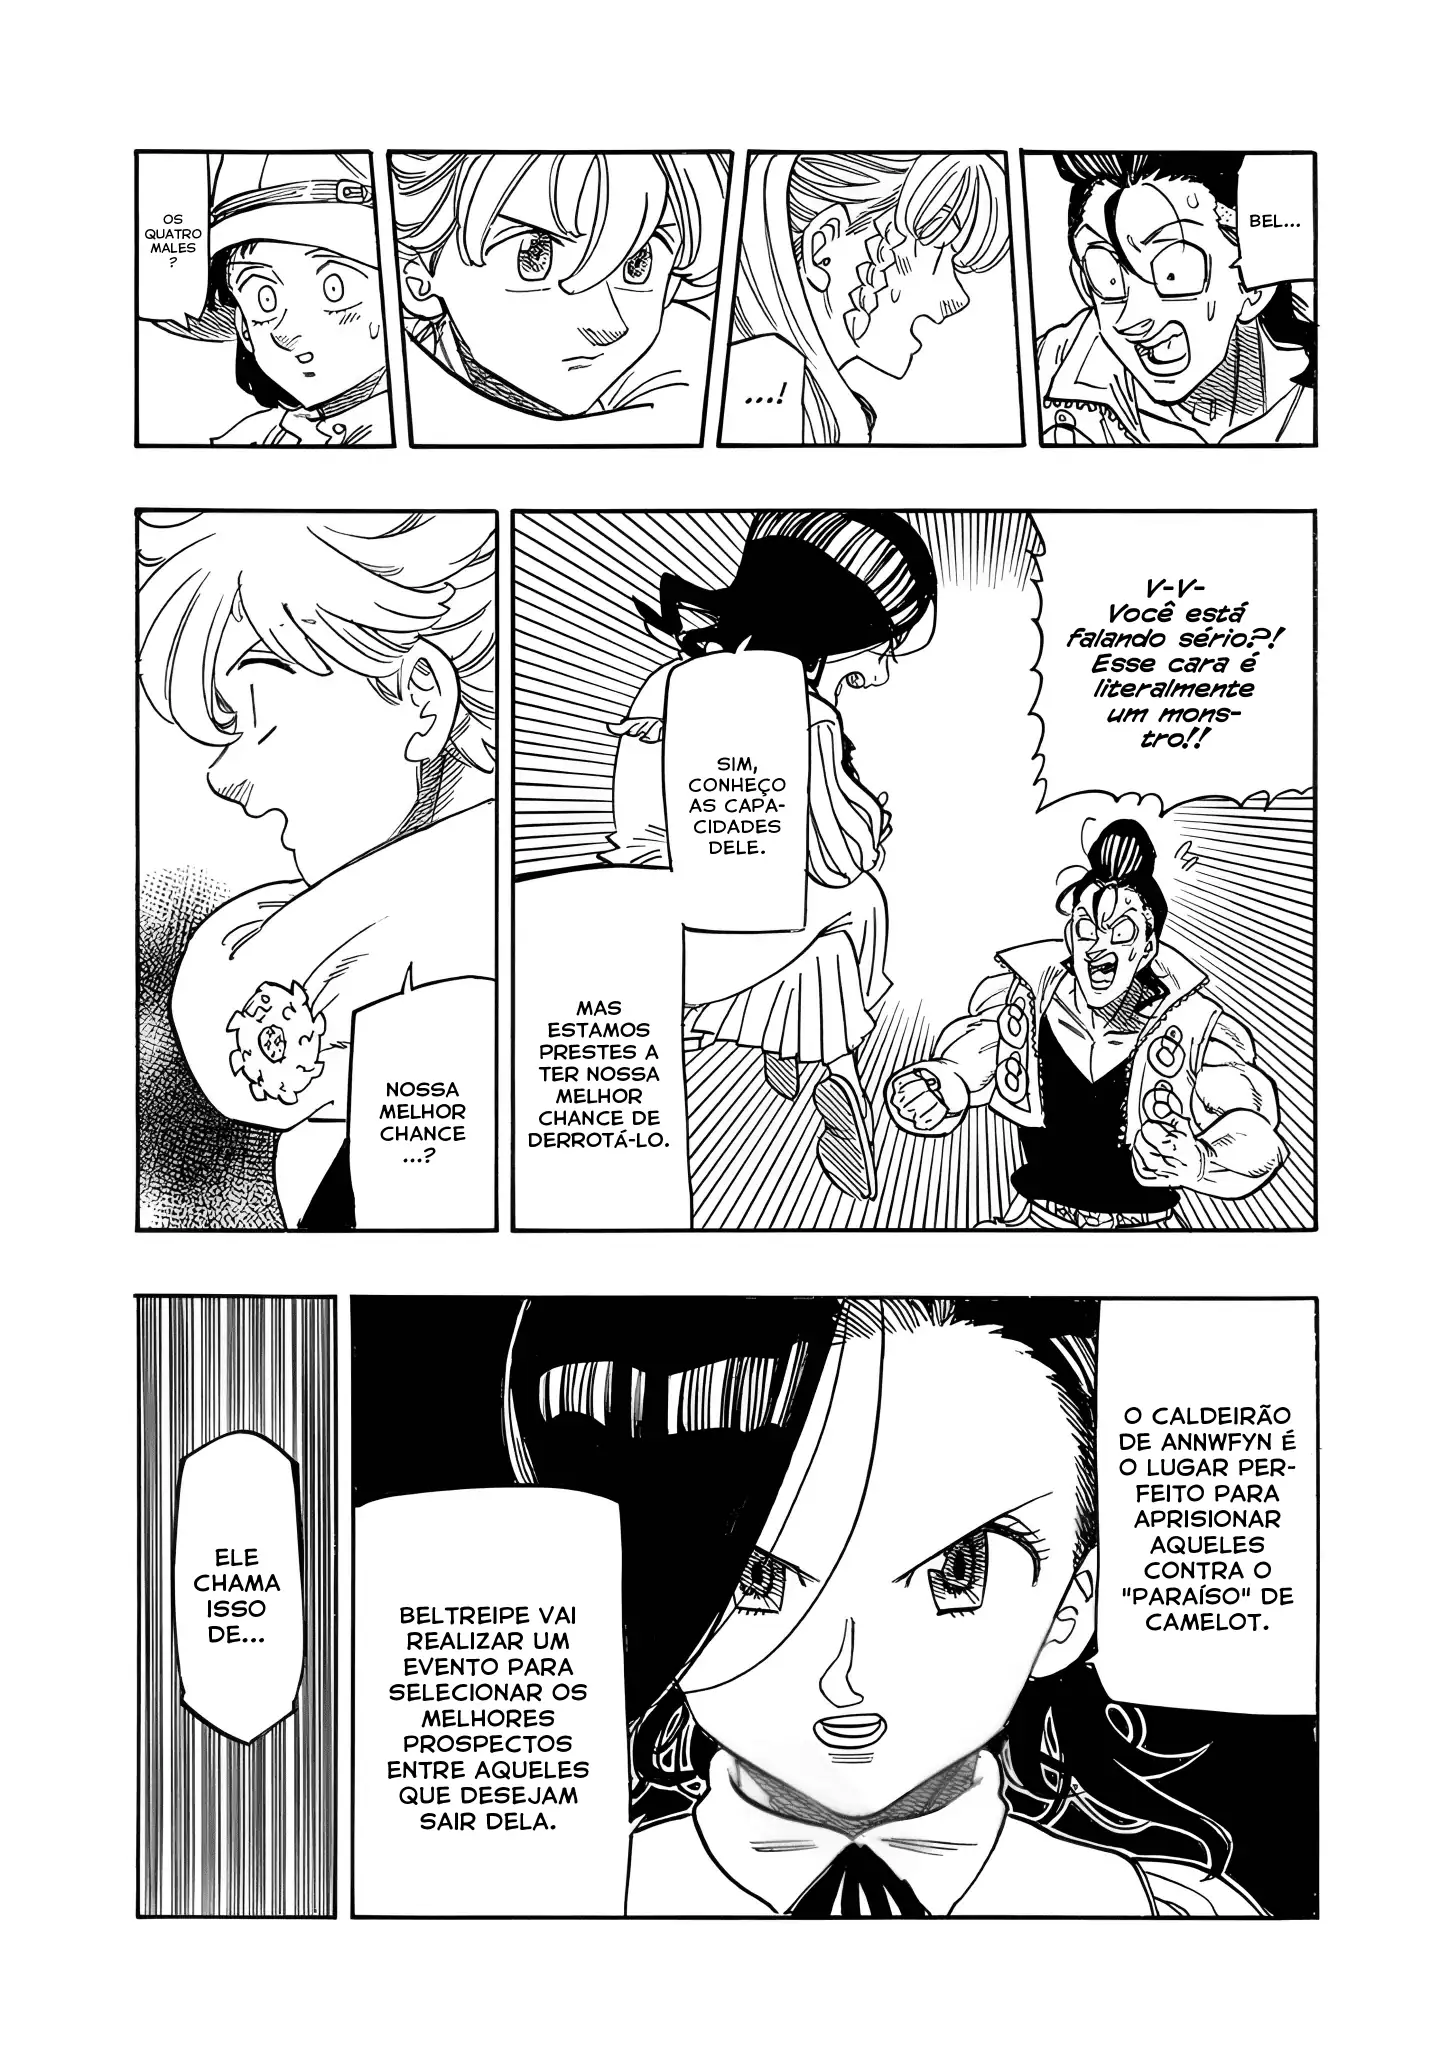 BEL...
...!
OS
QUATRO
MALES
?
V-V-
Você está
falando sério?!
Esse cara é
literalmente
um mons-
tro!!
SIM,
CONHEÇO
AS CAPA-
CIDADES
DELE.
MAS
ESTAMOS
PRESTES A
TER NOSSA
MELHOR
CHANCE DE
DERROTÁ-LO.
NOSSA
MELHOR
CHANCE
...?
O CALDEIRÃO
DE ANNWFYN É
O LUGAR PER-
FEITO PARA
APRISIONAR
AQUELES
CONTRA O
"PARAÍSO" DE
CAMELOT.
BELTREIPE VAI
REALIZAR UM
EVENTO PARA
SELECIONAR OS
MELHORES
PROSPECTOS
ENTRE AQUELES
QUE DESEJAM
SAIR DELA.
ELE
CHAMA
ISSO
DE...